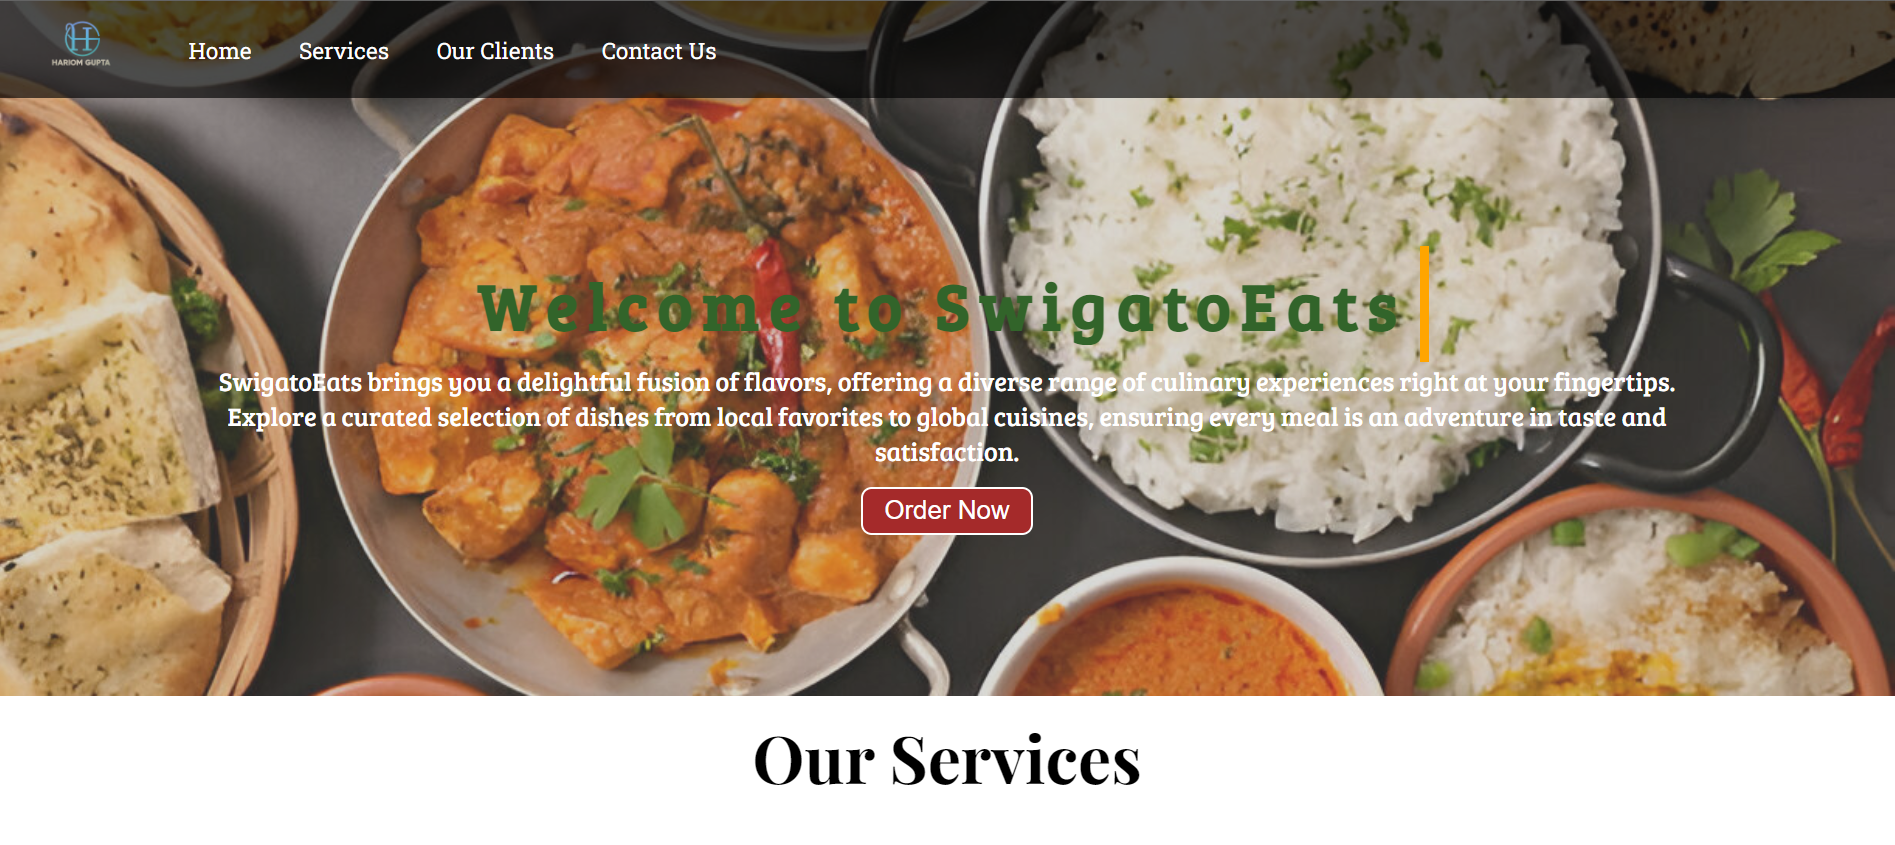 HARIOM GUPTA
Home Services Our Clients Contact Us
Welcome to SwigatoEats
SwigatoEats brings you a delightful fusion of flavors, offering a diverse range of culinary experiences right at your fingertips.
Explore a curated selection of dishes from local favorites to global cuisines, ensuring every meal is an adventure in taste and
satisfaction.
Order Now
Our Services